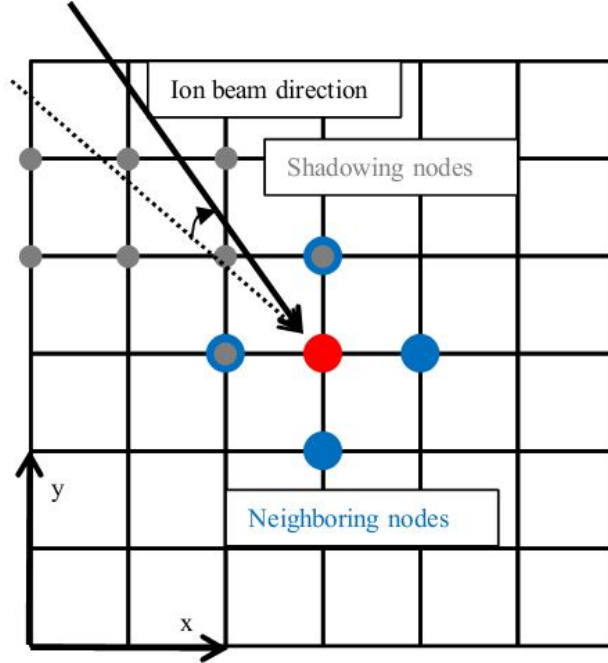 Ion beam direction
Shadowing nodes
y
Neighboring nodes
x